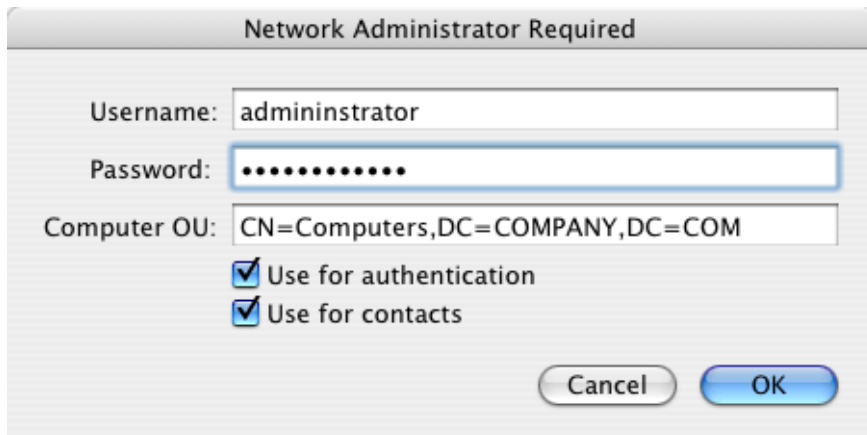 Network Administrator Required
Username: admininstrator
Password: ••••••••••••
Computer OU: CN=Computers,DC=COMPANY,DC=COM
Use for authentication
Use for contacts
Cancel OK